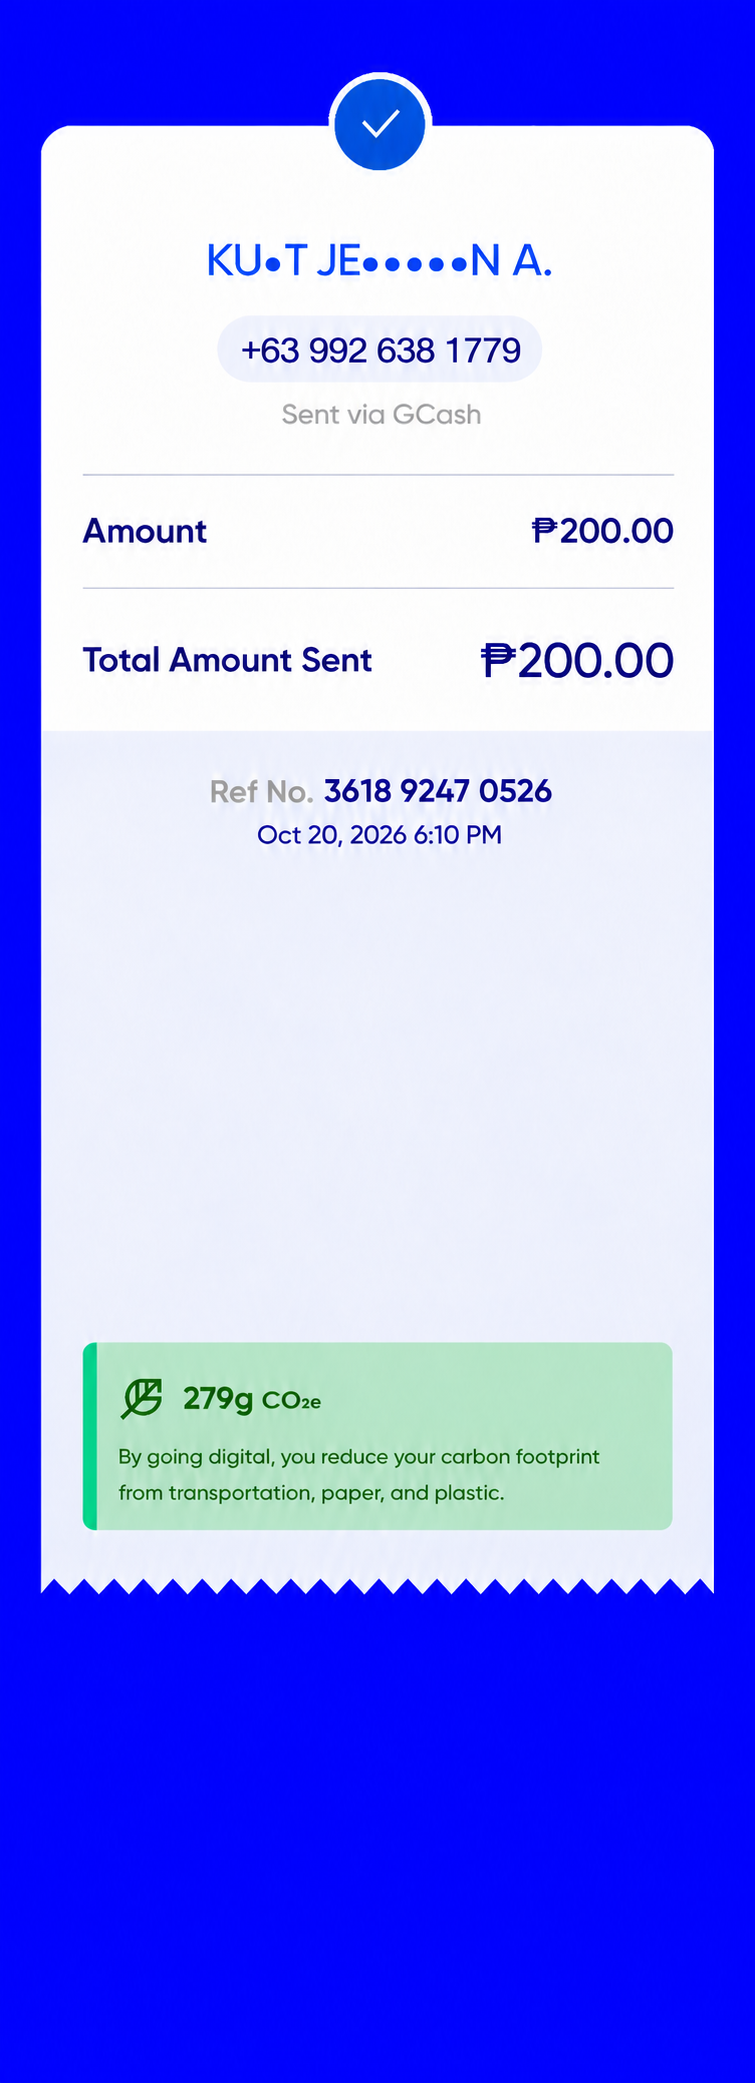 KU•T JE•••••N A.
+63 992 638 1779
Sent via GCash
Amount ₱200.00
Total Amount Sent ₱200.00
Ref No. 3618 9247 0526
Oct 20, 2026 6:10 PM
279g CO₂e
By going digital, you reduce your carbon footprint
from transportation, paper, and plastic.